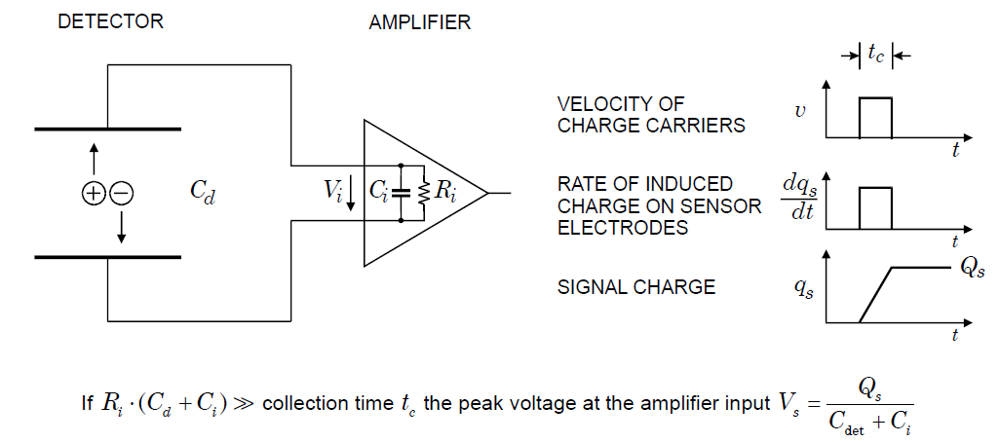 DETECTOR
AMPLIFIER
t_c
VELOCITY OF
CHARGE CARRIERS
v
t
C_d
V_i
C_i
R_i
RATE OF INDUCED
CHARGE ON SENSOR
ELECTRODES
dq_s
dt
t
SIGNAL CHARGE
q_s
Q_s
t
If R_i · (C_d + C_i) ≫ collection time t_c the peak voltage at the amplifier input V_s = Q_s / (C_det + C_i)